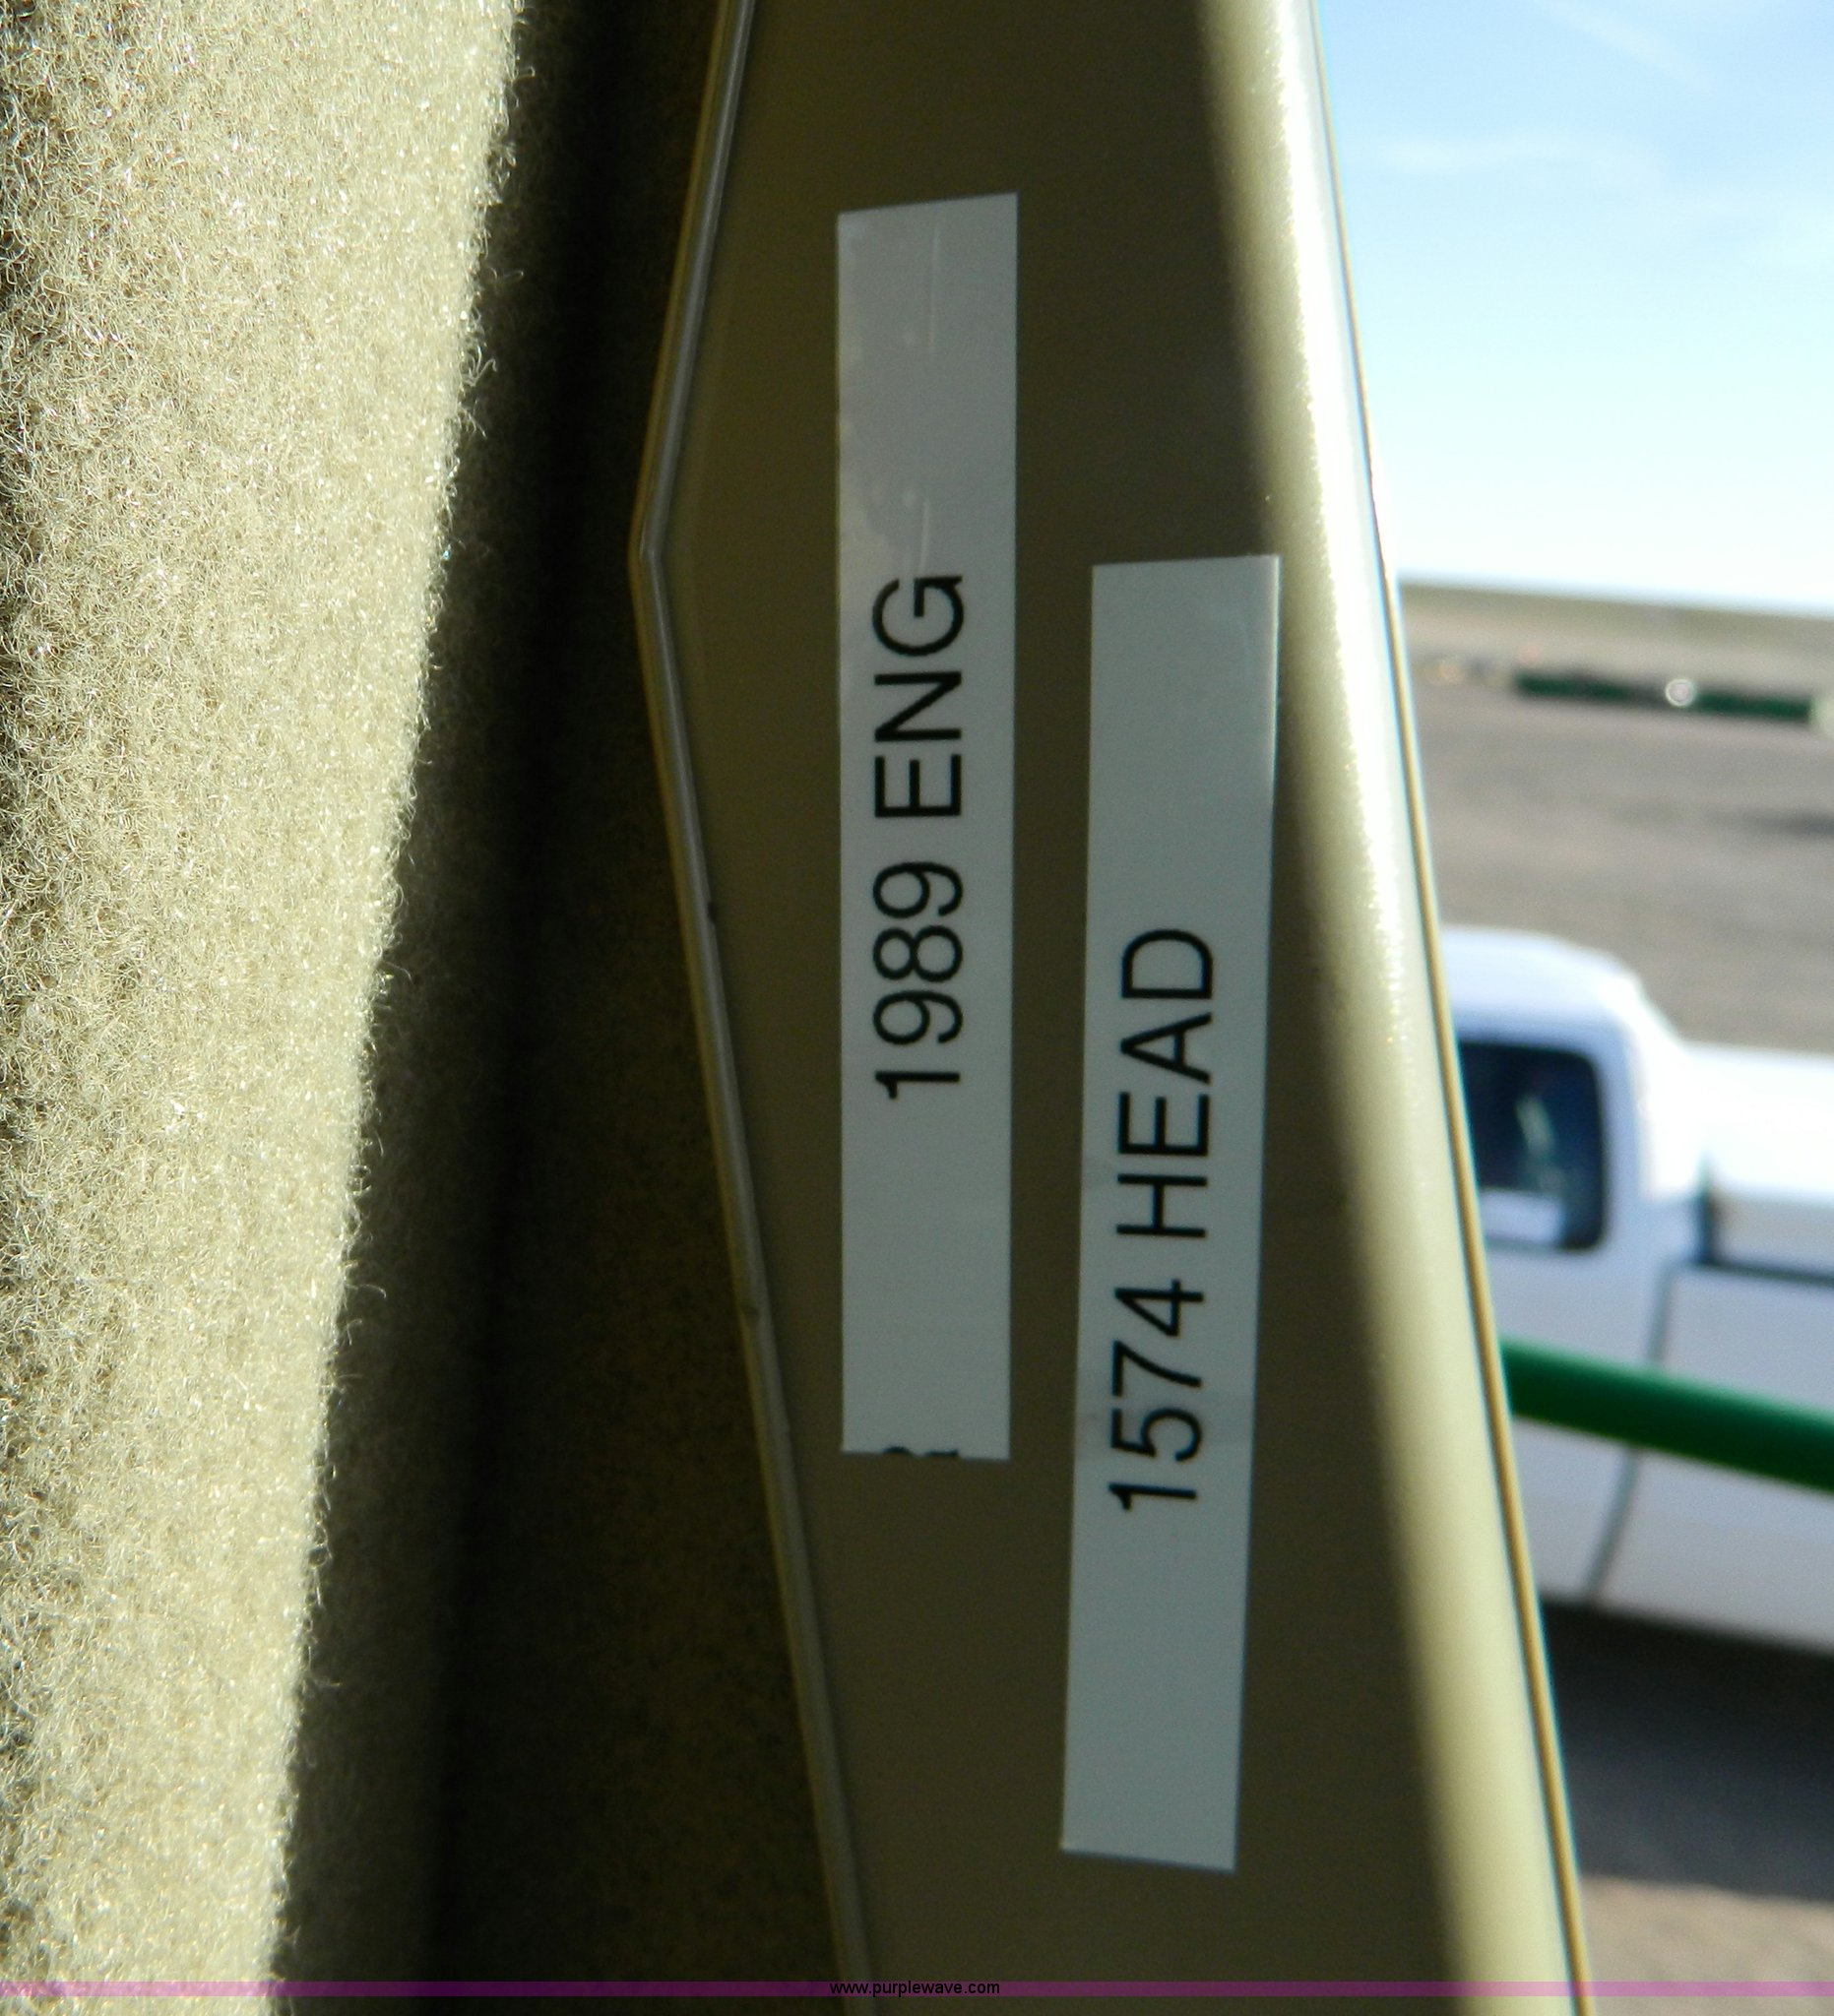 1989 ENG
1574 HEAD
www.purplewave.com